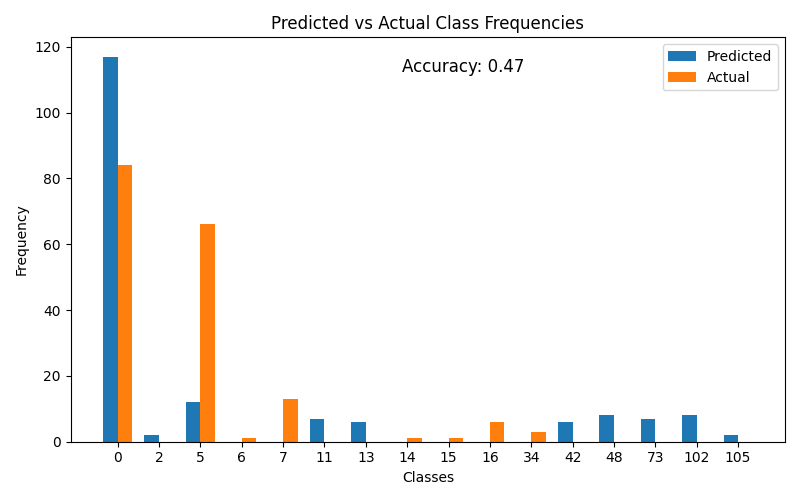 Predicted vs Actual Class Frequencies
Accuracy: 0.47
Predicted
Actual
Frequency
120
100
80
60
40
20
0
0 2 5 6 7 11 13 14 15 16 34 42 48 73 102 105
Classes